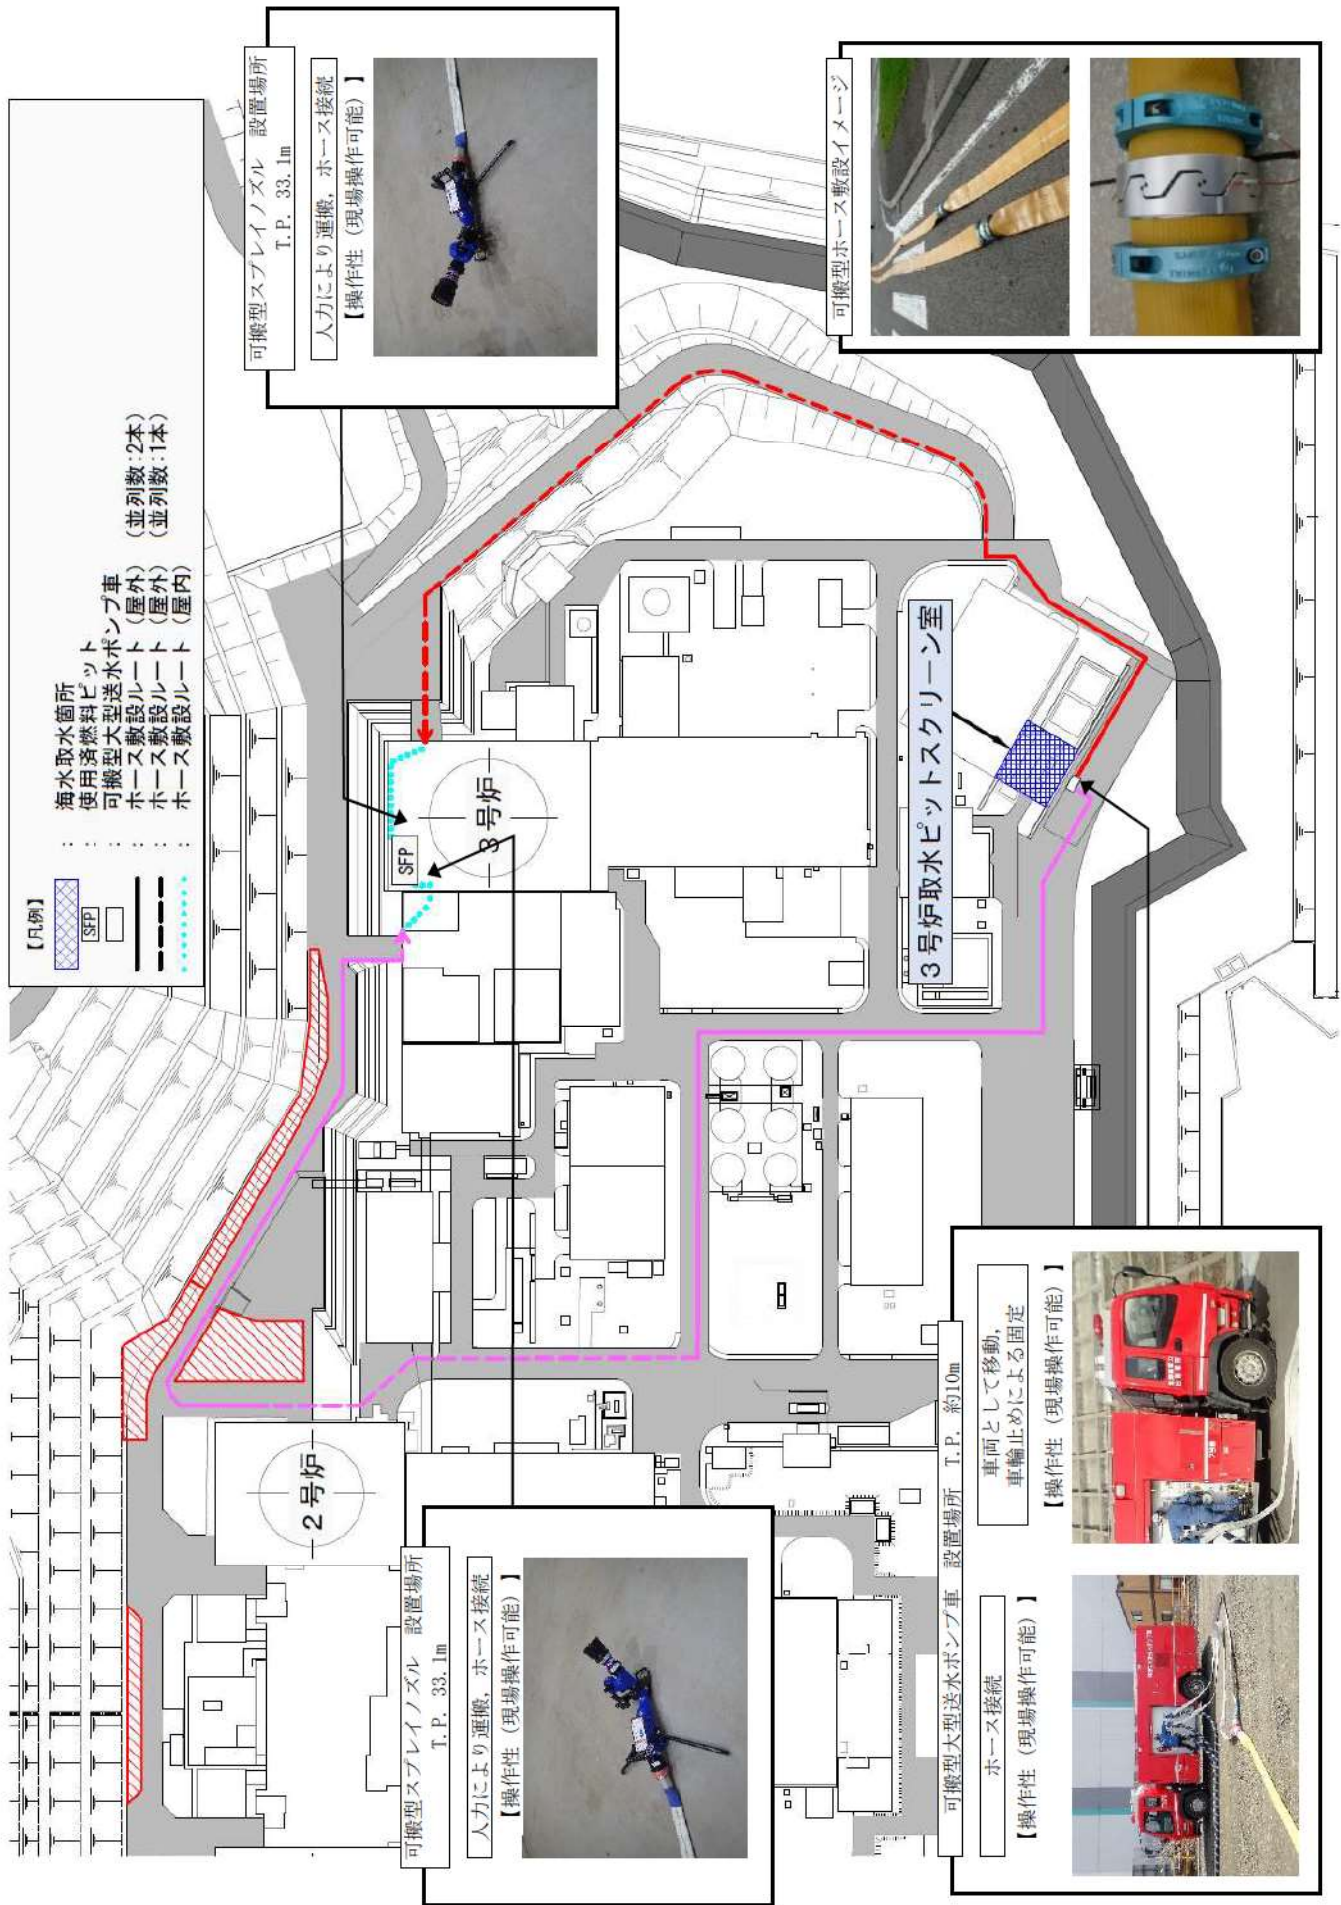 【凡例】
： 海水取水箇所
SFP ： 使用済燃料ピット
： 可搬型大型送水ポンプ車
： ホース敷設ルート（屋外）（並列数：2本）
： ホース敷設ルート（屋外）（並列数：1本）
： ホース敷設ルート（屋内）
可搬型スプレイノズル 設置場所
T.P. 33.1m
人力により運搬，ホース接続
【操作性（現場操作可能）】
SFP
3号炉
2号炉
可搬型スプレイノズル 設置場所
T.P. 33.1m
人力により運搬，ホース接続
【操作性（現場操作可能）】
3号炉取水ピットスクリーン室
可搬型ホース敷設イメージ
可搬型大型送水ポンプ車 設置場所 T.P. 約10m
ホース接続
【操作性（現場操作可能）】
車両として移動，
車輪止めによる固定
【操作性（現場操作可能）】